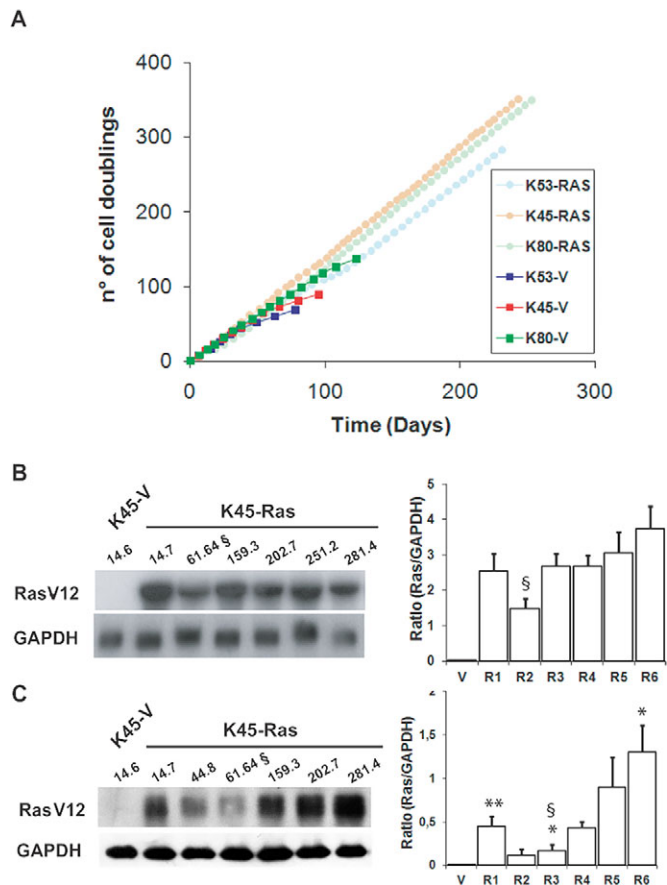 A
n° of cell doublings
400
300
200
100
0
0 100 200 300
Time (Days)
K53-RAS
K45-RAS
K80-RAS
K53-V
K45-V
K80-V
B
K45-V
K45-Ras
14.6 14.7 61.64 § 159.3 202.7 251.2 281.4
RasV12
GAPDH
Ratio (Ras/GAPDH)
5
4
3
2
1
0
§
V R1 R2 R3 R4 R5 R6
C
K45-V
K45-Ras
14.6 14.7 44.8 61.64 § 159.3 202.7 281.4
RasV12
GAPDH
Ratio (Ras/GAPDH)
1,5
1
0,5
0
** § * *
V R1 R2 R3 R4 R5 R6